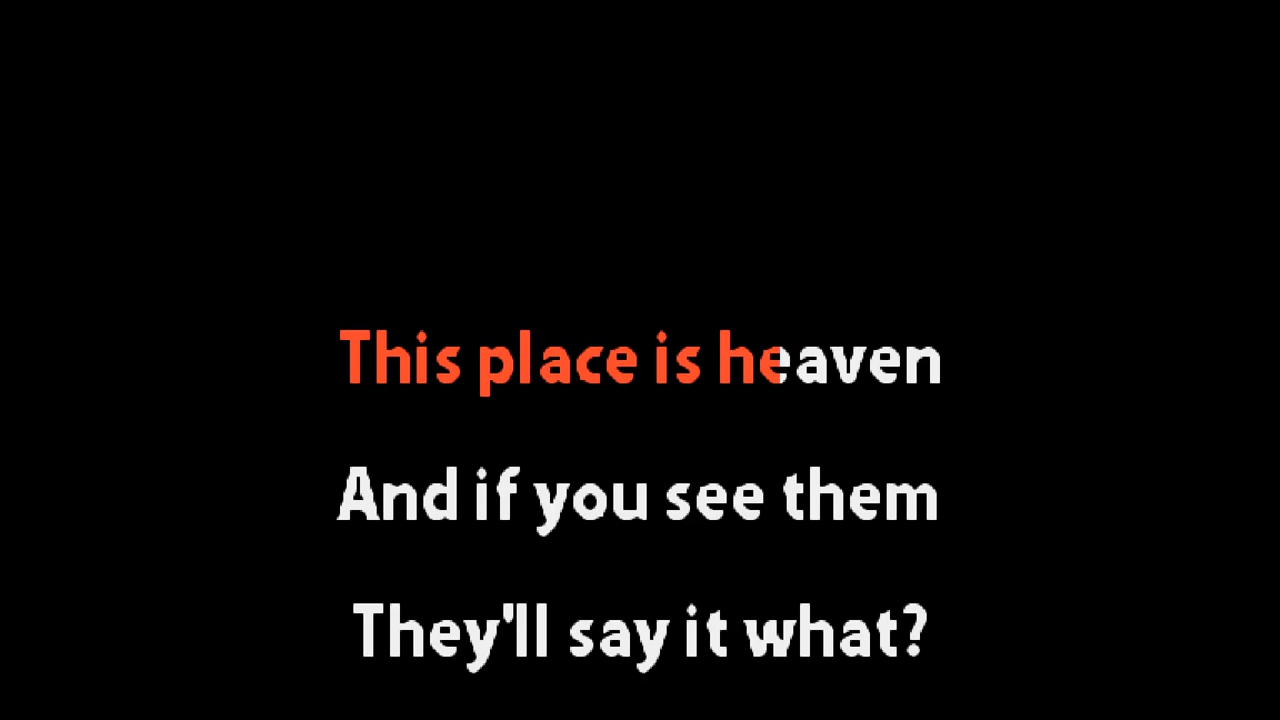 This place is heaven
And if you see them
They'll say it what?